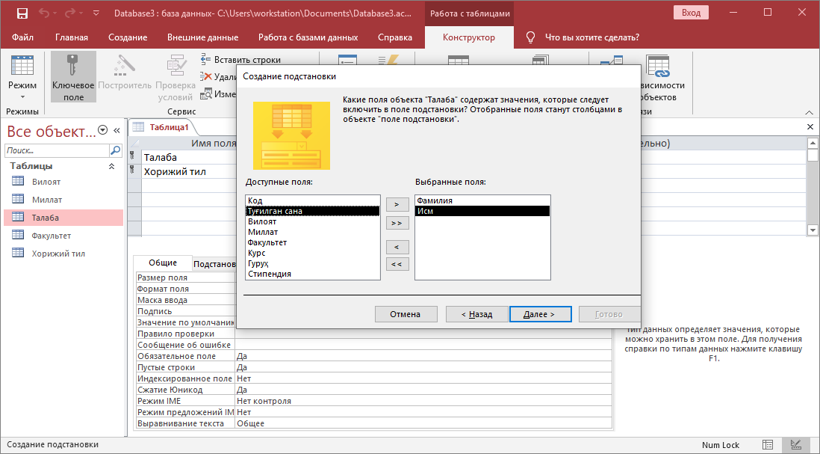 Database3 : база данных- C:\Users\workstation\Documents\Database3.ac...
Работа с таблицами
Вход
Файл
Главная
Создание
Внешние данные
Работа с базами данных
Справка
Конструктор
Что вы хотите сделать?
Режим
Ключевое поле
Построитель
Проверка условий
Вставить строки
Удали
Изме
висимости
объектов
Режимы
Сервис
зи
Все объект...
Поиск...
Таблицы
Вилоят
Миллат
Талаба
Факультет
Хорижий тил
Таблица1
Имя поля
ельно)
Талаба
Хорижий тил
Создание подстановки
Какие поля объекта "Талаба" содержат значения, которые следует
включить в поле подстановки? Отобранные поля станут столбцами в
объекте "поле подстановки".
Доступные поля:
Выбранные поля:
Код
Туғилган сана
Вилоят
Миллат
Факультет
Курс
Гуруҳ
Стипендия
>
>>
<
<<
Фамилия
Исм
Отмена
< Назад
Далее >
Готово
Общие
Подстанов
Размер поля
Формат поля
Маска ввода
Подпись
Значение по умолчани
Правило проверки
Сообщение об ошибке
Обязательное поле Да
Пустые строки Да
Индексированное поле Нет
Сжатие Юникод Да
Режим IME Нет контроля
Режим предложений IM Нет
Выравнивание текста Общее
Тип данных определяет значения, которые
можно хранить в этом поле. Для получения
справки по типам данных нажмите клавишу
F1.
Создание подстановки
Num Lock